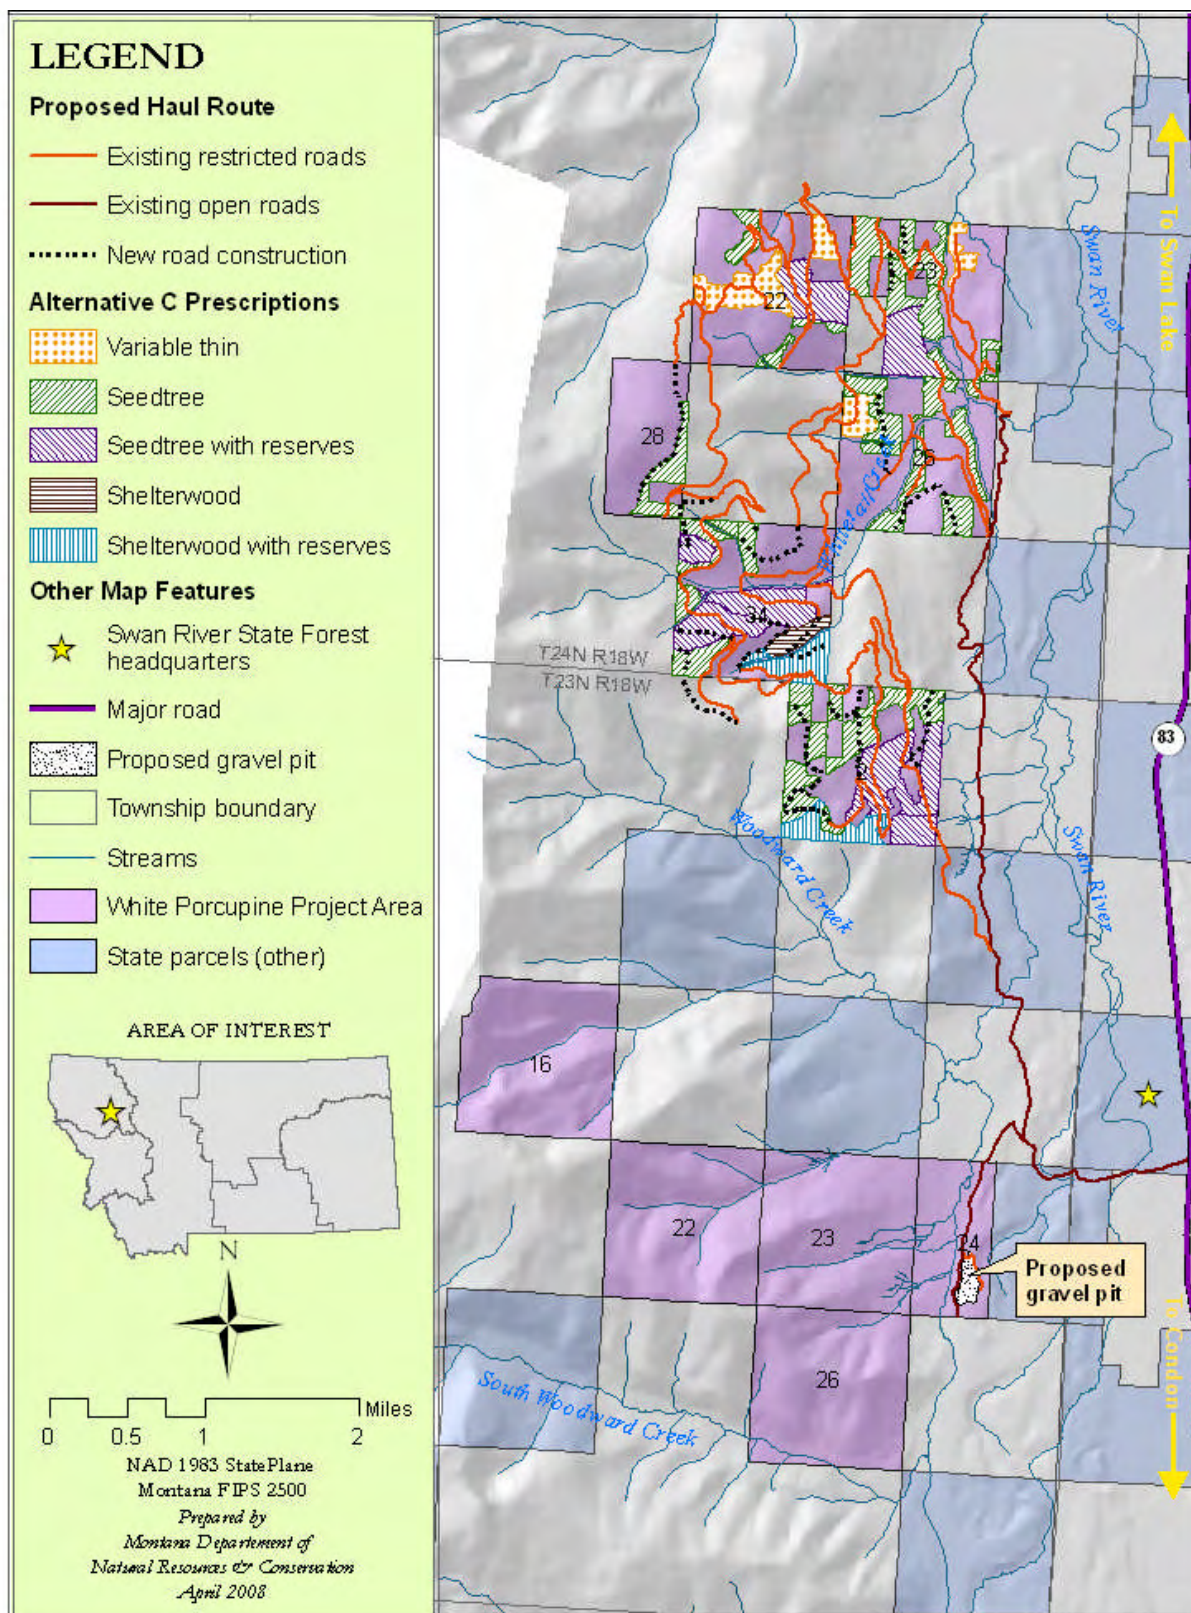 LEGEND
Proposed Haul Route
Existing restricted roads
Existing open roads
New road construction
Alternative C Prescriptions
Variable thin
Seedtree
Seedtree with reserves
Shelterwood
Shelterwood with reserves
Other Map Features
Swan River State Forest
headquarters
Major road
Proposed gravel pit
Township boundary
Streams
White Porcupine Project Area
State parcels (other)
AREA OF INTEREST
N
Miles
0 0.5 1 2
NAD 1983 StatePlane
Montana FIPS 2500
Prepared by
Montana Departement of
Natural Resources & Conservation
April 2008
To Swan Lake
Swan River
23
22
28
26
Whitetail Creek
34
T24N R18W
T23N R18W
83
Woodward Creek
Swan River
16
22
23
24
Proposed
gravel pit
26
South Woodward Creek
To Condon